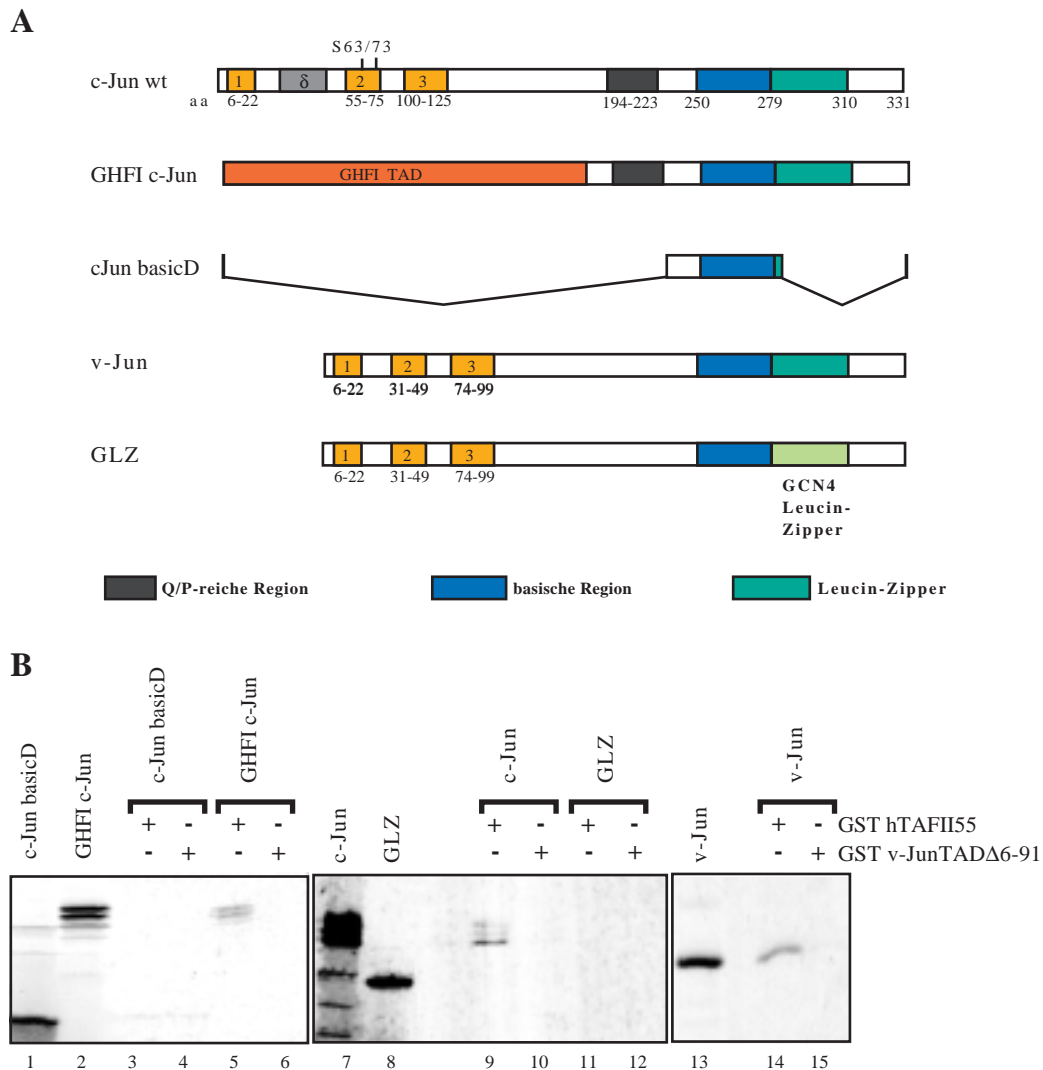 A
S63/73
c-Jun wt
1 δ 2 3
aa 6-22 55-75 100-125 194-223 250 279 310 331
GHFI c-Jun
GHFI TAD
cJun basicD
v-Jun
1 2 3
6-22 31-49 74-99
GLZ
1 2 3
6-22 31-49 74-99
GCN4
Leucin-
Zipper
Q/P-reiche Region basische Region Leucin-Zipper
B
c-Jun basicD GHFI c-Jun c-Jun basicD GHFI c-Jun c-Jun GLZ c-Jun GLZ v-Jun v-Jun
+ - + - + - + - + - GST hTAFII55
- + - + - + - + - + GST v-JunTADΔ6-91
1 2 3 4 5 6 7 8 9 10 11 12 13 14 15